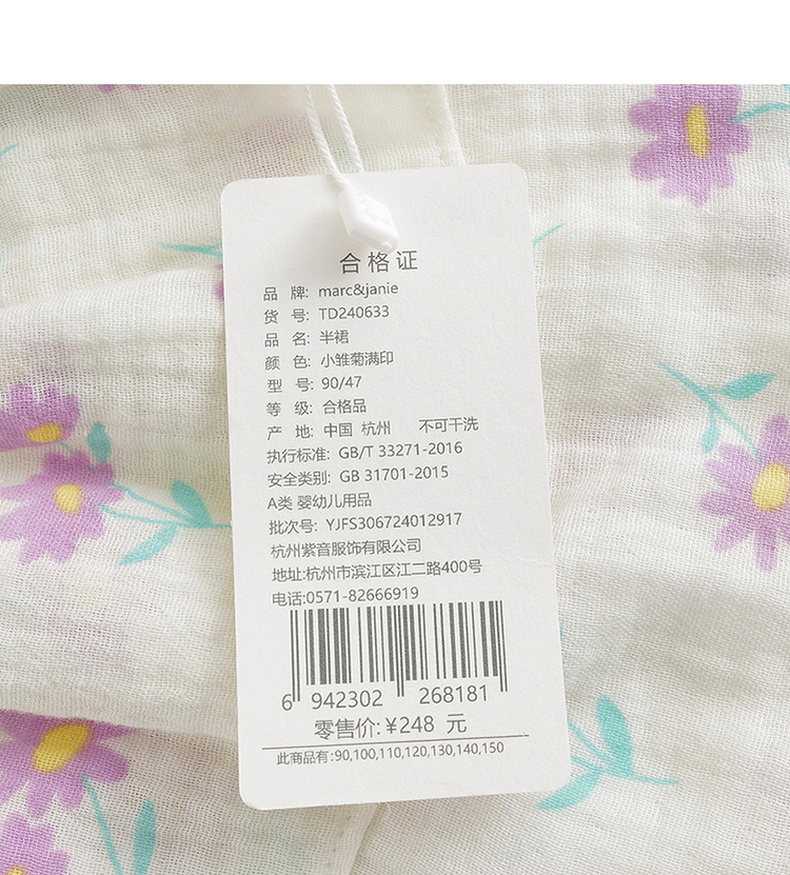 合格证
品 牌: marc&janie
货 号: TD240633
品 名: 半裙
颜 色: 小雏菊满印
型 号: 90/47
等 级: 合格品
产 地: 中国 杭州 不可干洗
执行标准: GB/T 33271-2016
安全类别: GB 31701-2015
A类 婴幼儿用品
批次号: YJFS306724012917
杭州紫音服饰有限公司
地址:杭州市滨江区江二路400号
电话:0571-82666919
6 942302 268181
零售价:¥248 元
此商品有:90,100,110,120,130,140,150